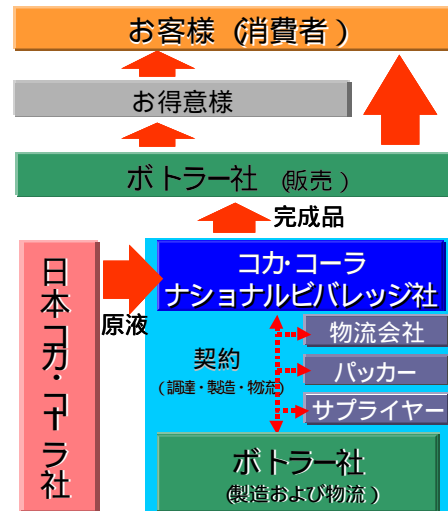 お客様（消費者）
お得意様
ボトラー社（販売）
完成品
日本コカ・コーラ社
原液
コカ・コーラ
ナショナルビバレッジ社
契約
（調達・製造・物流）
物流会社
パッカー
サプライヤー
ボトラー社
（製造および物流）